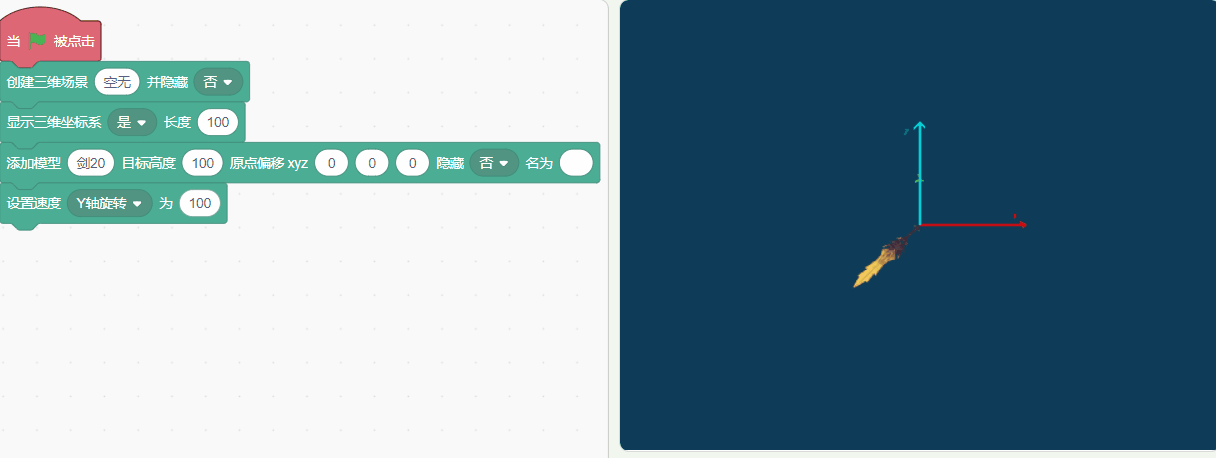 当 被点击
创建三维场景 空无 并隐藏 否
显示三维坐标系 是 长度 100
添加模型 剑20 目标高度 100 原点偏移 xyz 0 0 0 隐藏 否 名为
设置速度 Y轴旋转 为 100